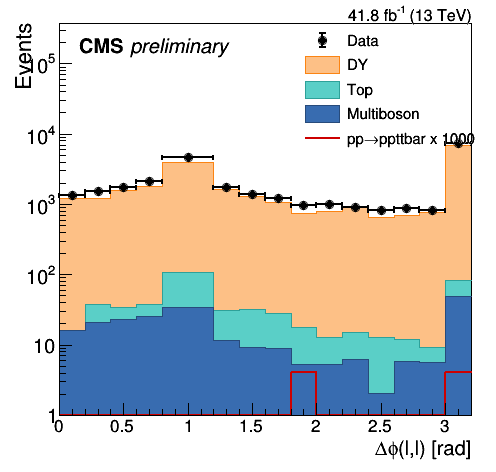 41.8 fb⁻¹ (13 TeV)
Events
CMS preliminary
Data
DY
Top
Multiboson
pp→ppttbar x 1000
10⁵
10⁴
10³
10²
10
1
0 0.5 1 1.5 2 2.5 3
Δϕ(l,l) [rad]